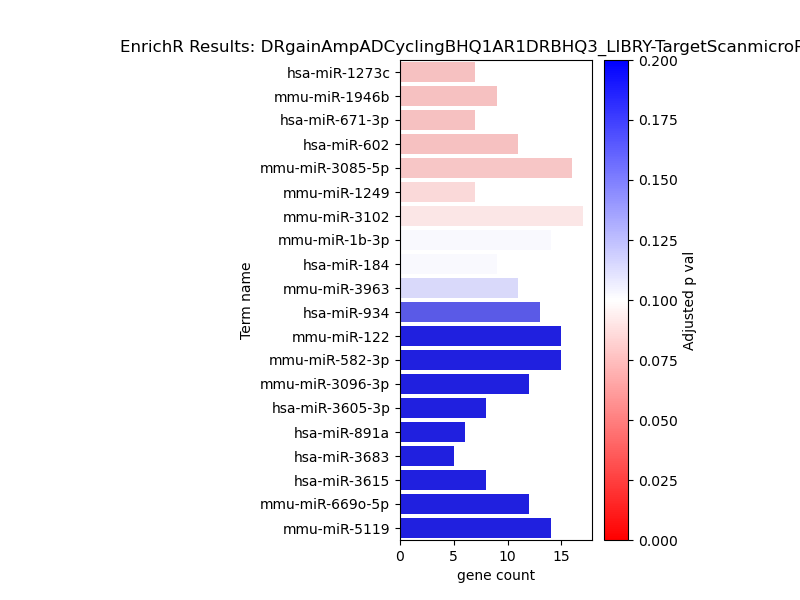 EnrichR Results: DRgainAmpADCyclingBHQ1AR1DRBHQ3_LIBRY-TargetScanmicroR
hsa-miR-1273c
mmu-miR-1946b
hsa-miR-671-3p
hsa-miR-602
mmu-miR-3085-5p
mmu-miR-1249
mmu-miR-3102
mmu-miR-1b-3p
hsa-miR-184
mmu-miR-3963
hsa-miR-934
mmu-miR-122
mmu-miR-582-3p
mmu-miR-3096-3p
hsa-miR-3605-3p
hsa-miR-891a
hsa-miR-3683
hsa-miR-3615
mmu-miR-669o-5p
mmu-miR-5119
Term name
0 5 10 15
gene count
0.200
0.175
0.150
0.125
0.100
0.075
0.050
0.025
0.000
Adjusted p val